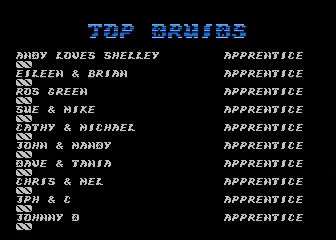 TOP DRUIDS
ANDY LOVES SHELLEY APPRENTICE
EILEEN & BRIAN APPRENTICE
ROS GREEN APPRENTICE
SUE & MIKE APPRENTICE
CATHY & MICHAEL APPRENTICE
JOHN & MANDY APPRENTICE
DAVE & TANIA APPRENTICE
CHRIS & MEL APPRENTICE
JPH & C APPRENTICE
JOHNNY D APPRENTICE